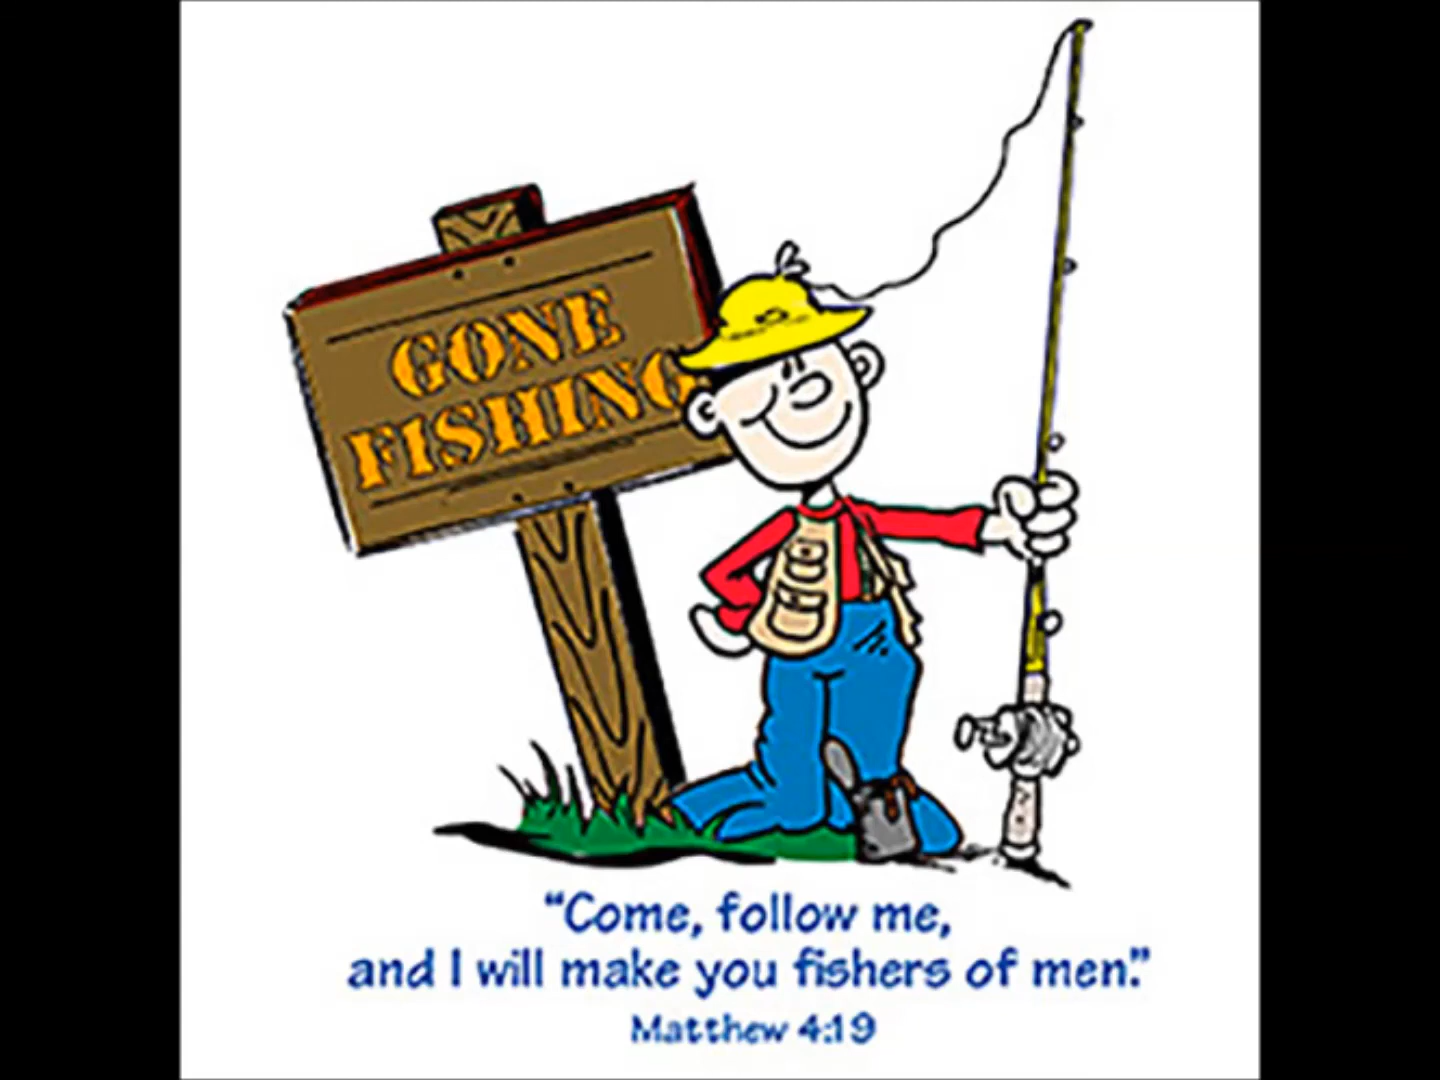 GONE
FISHING
“Come, follow me,
and I will make you fishers of men.”
Matthew 4:19